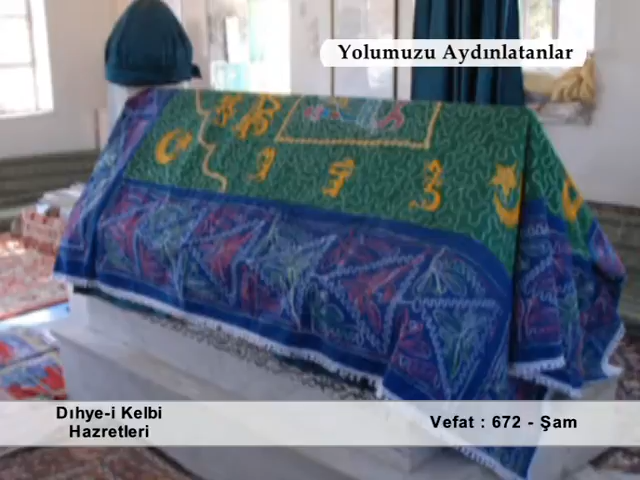 Yolumuzu Aydınlatanlar
Dıhye-i Kelbi
Hazretleri
Vefat : 672 - Şam